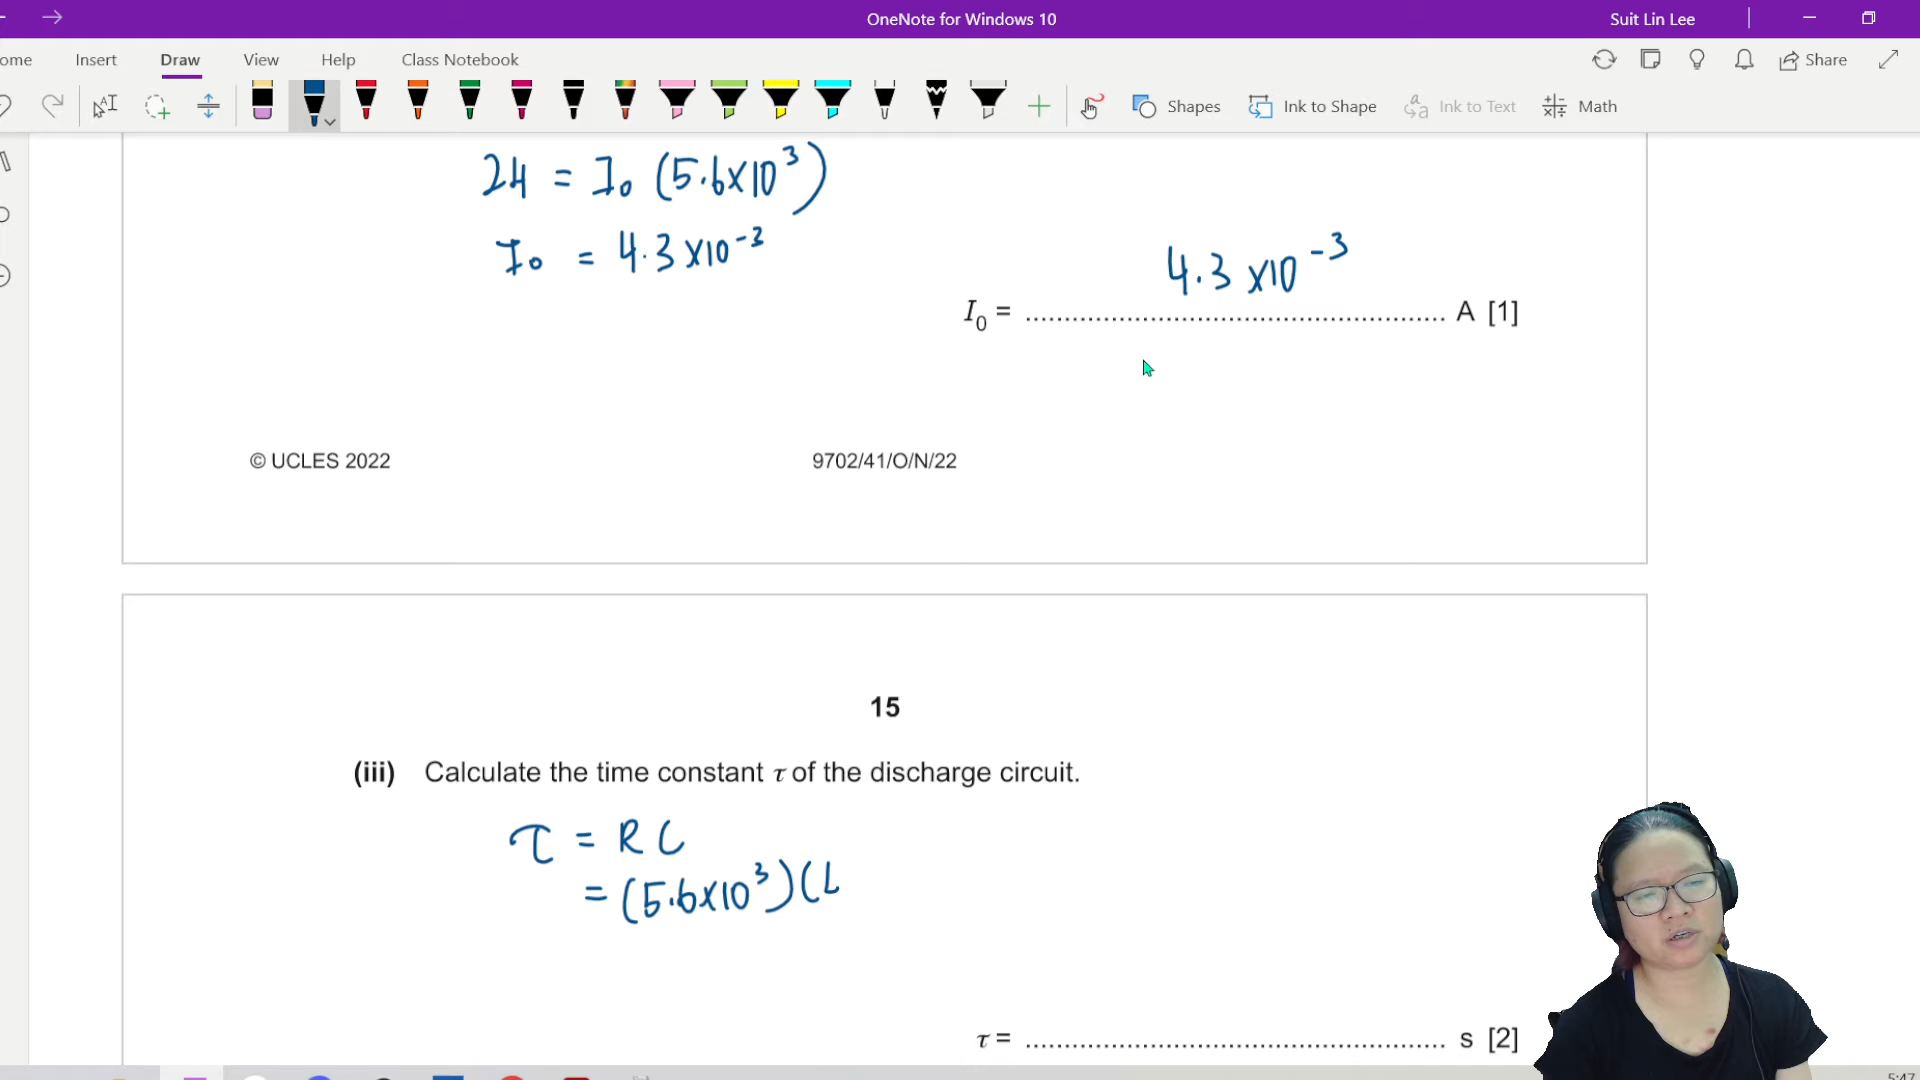 OneNote for Windows 10
Suit Lin Lee
ome Insert Draw View Help Class Notebook
Share
Shapes Ink to Shape Ink to Text Math
24 = I₀ (5.6×10³)
I₀ = 4.3×10⁻³
4.3×10⁻³
I₀ = ...................................................... A [1]
© UCLES 2022
9702/41/O/N/22
15
(iii) Calculate the time constant τ of the discharge circuit.
τ = RC
= (5.6×10³)(
τ = ...................................................... s [2]
5:47